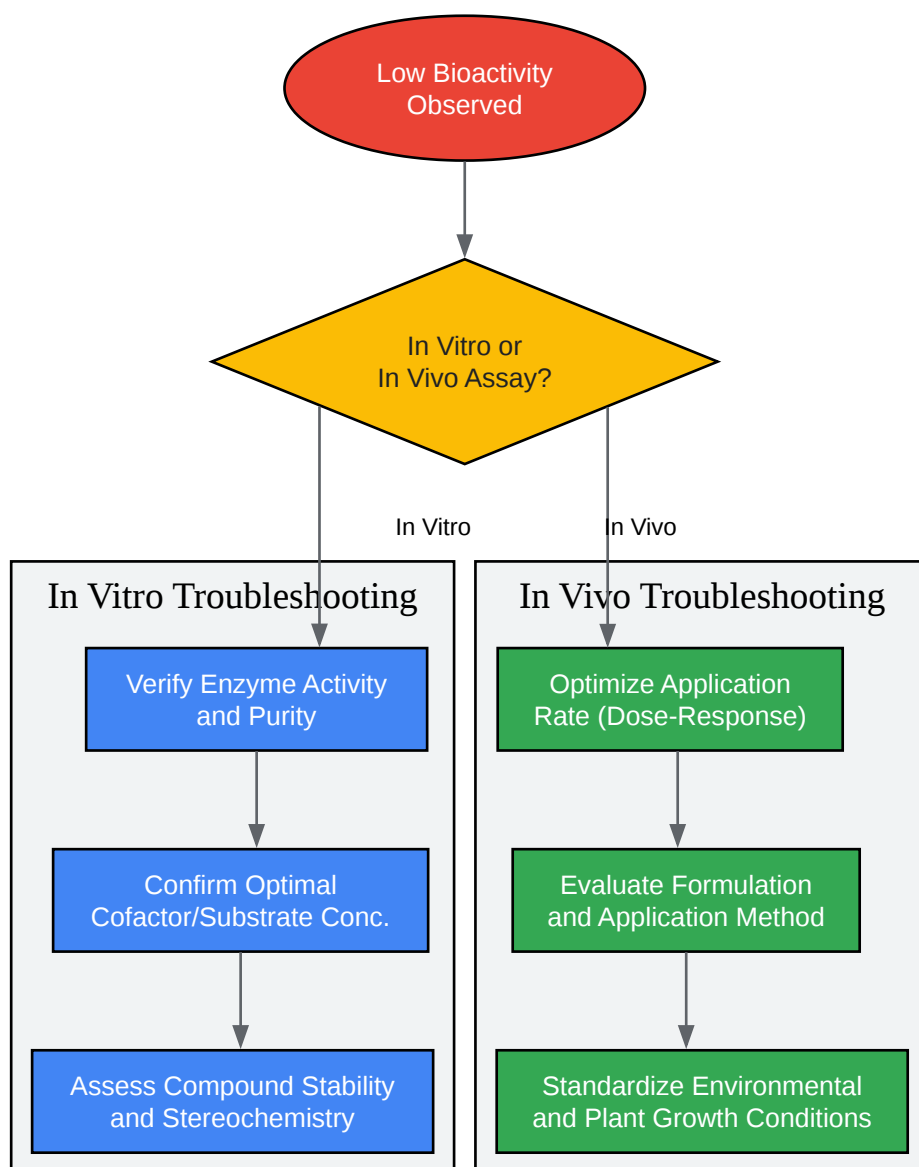 Low Bioactivity
Observed
In Vitro or
In Vivo Assay?
In Vitro
In Vivo
In Vitro Troubleshooting
Verify Enzyme Activity
and Purity
Confirm Optimal
Cofactor/Substrate Conc.
Assess Compound Stability
and Stereochemistry
In Vivo Troubleshooting
Optimize Application
Rate (Dose-Response)
Evaluate Formulation
and Application Method
Standardize Environmental
and Plant Growth Conditions